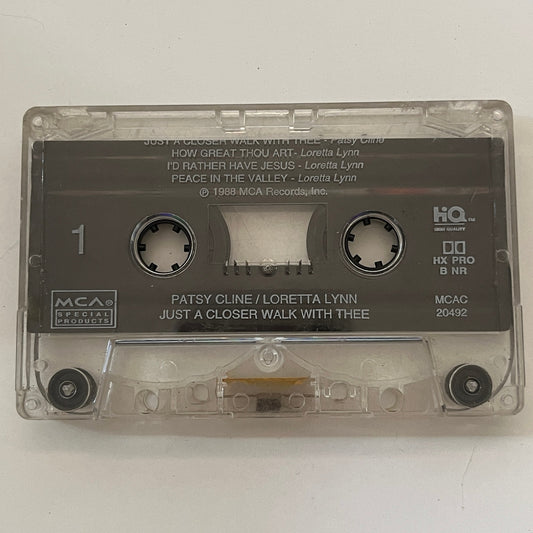 JUST A CLOSER WALK WITH THEE - Patsy Cline
HOW GREAT THOU ART- Loretta Lynn
I'D RATHER HAVE JESUS- Loretta Lynn
PEACE IN THE VALLEY - Loretta Lynn
℗ 1988 MCA Records, Inc.
1
HiQ TM
HIGH QUALITY
HX PRO
B NR
MCA®
SPECIAL
PRODUCTS
PATSY CLINE / LORETTA LYNN
JUST A CLOSER WALK WITH THEE
MCAC
20492